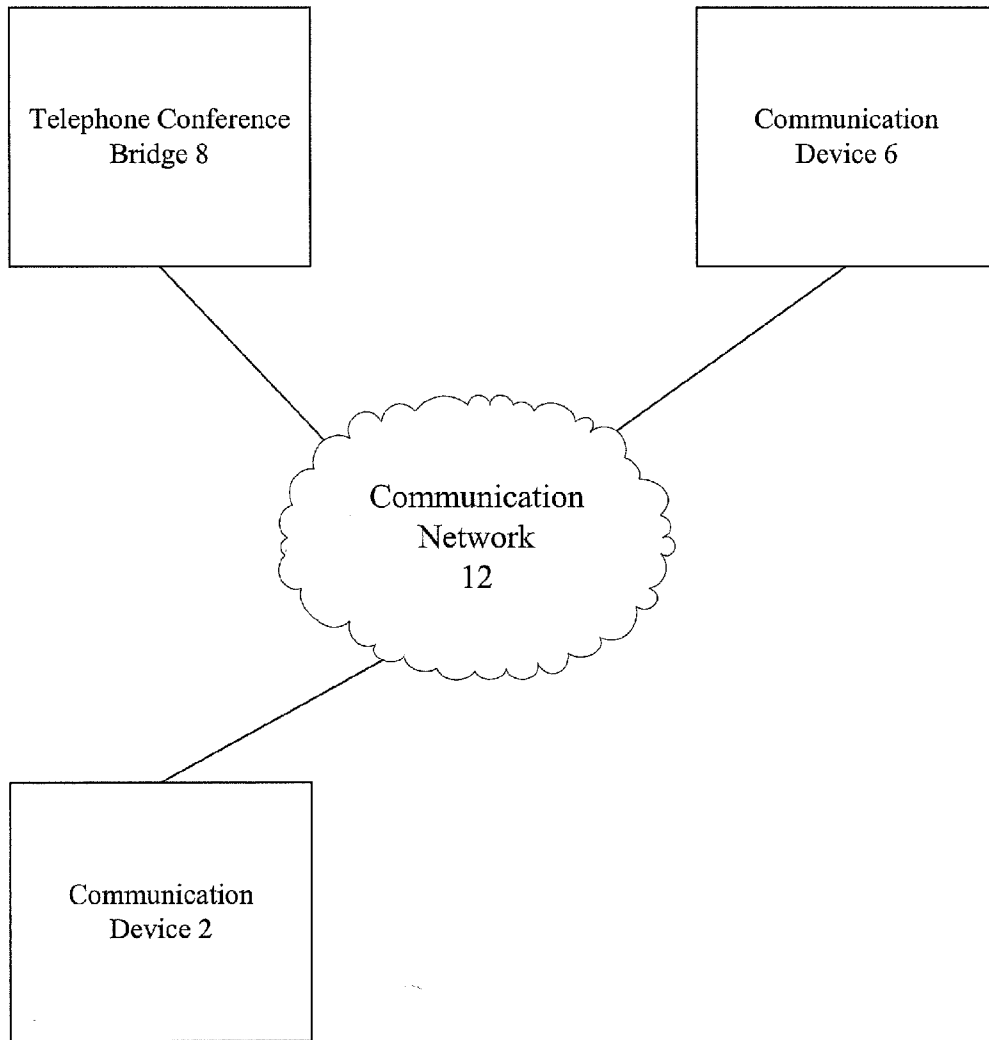 Telephone Conference
Bridge 8
Communication
Device 6
Communication
Network
12
Communication
Device 2